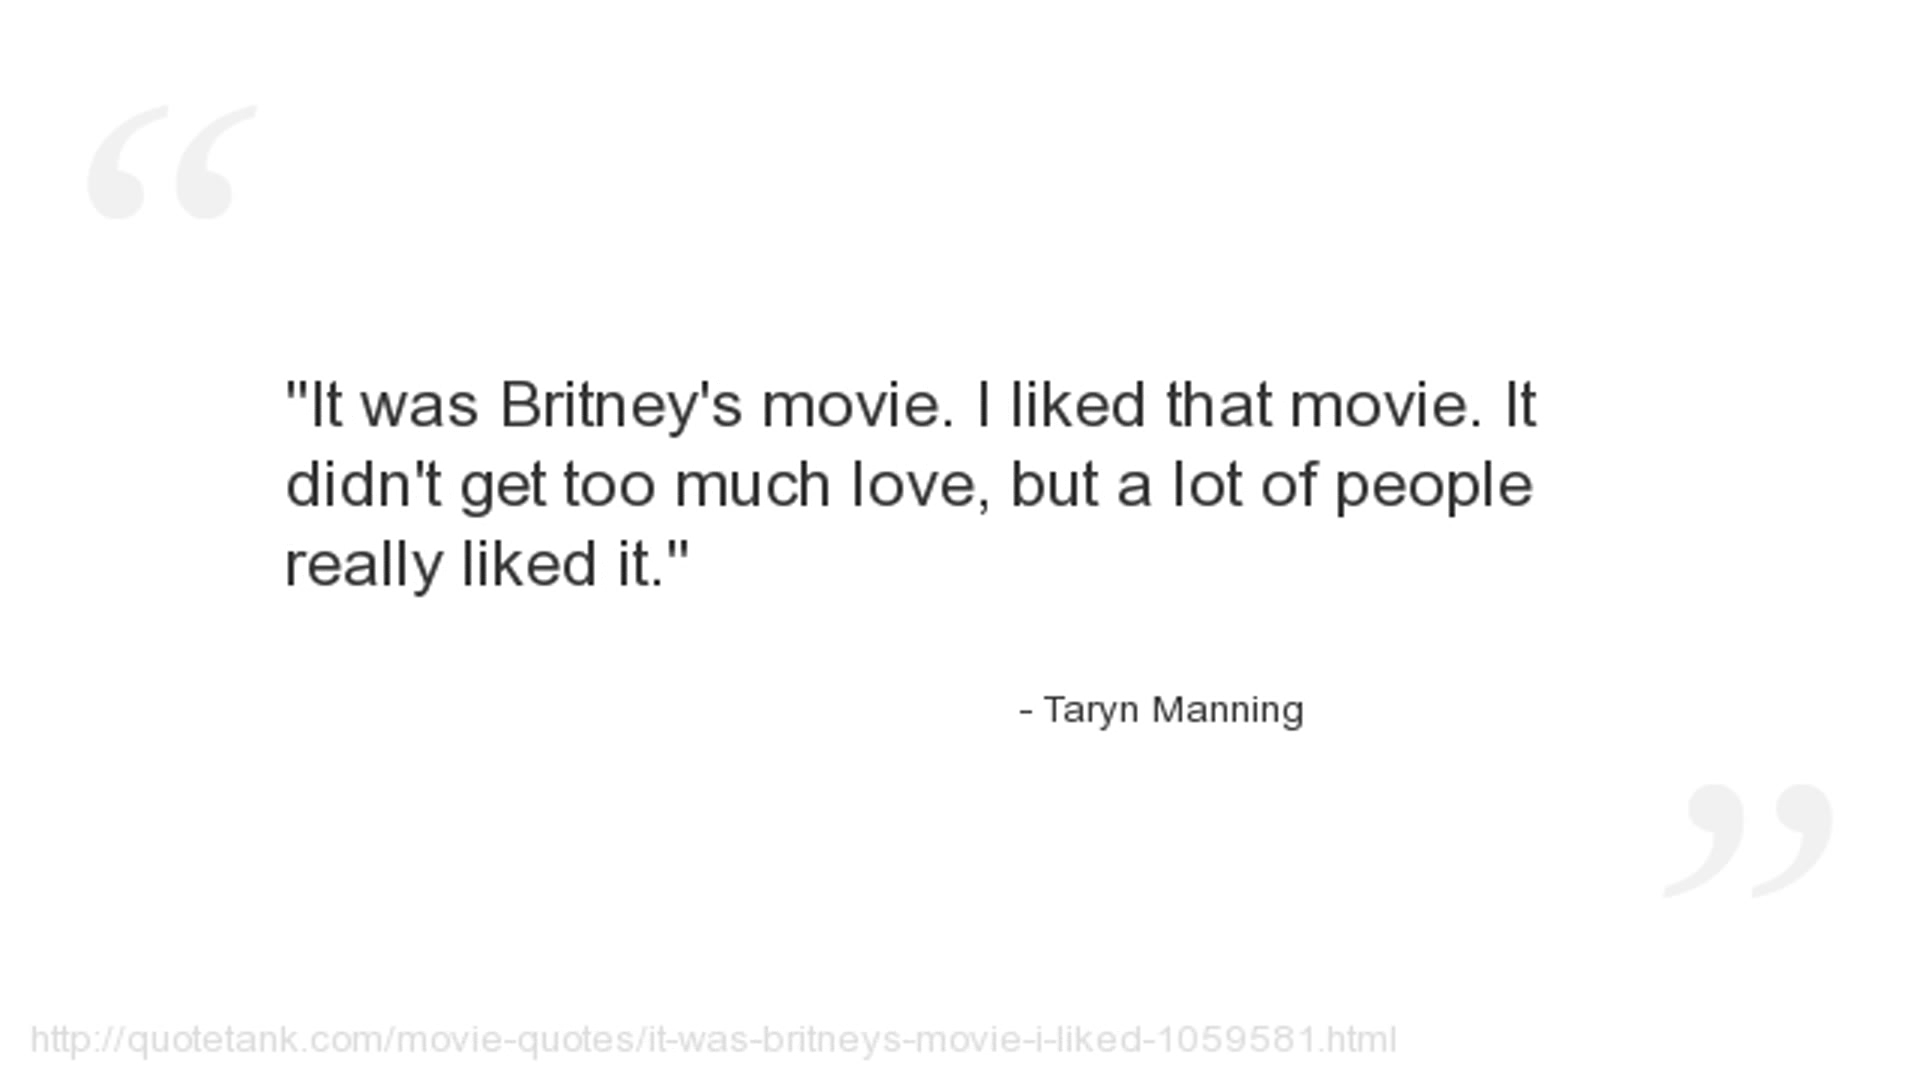 "It was Britney's movie. I liked that movie. It
didn't get too much love, but a lot of people
really liked it."
- Taryn Manning
http://quotetank.com/movie-quotes/it-was-britneys-movie-i-liked-1059581.html